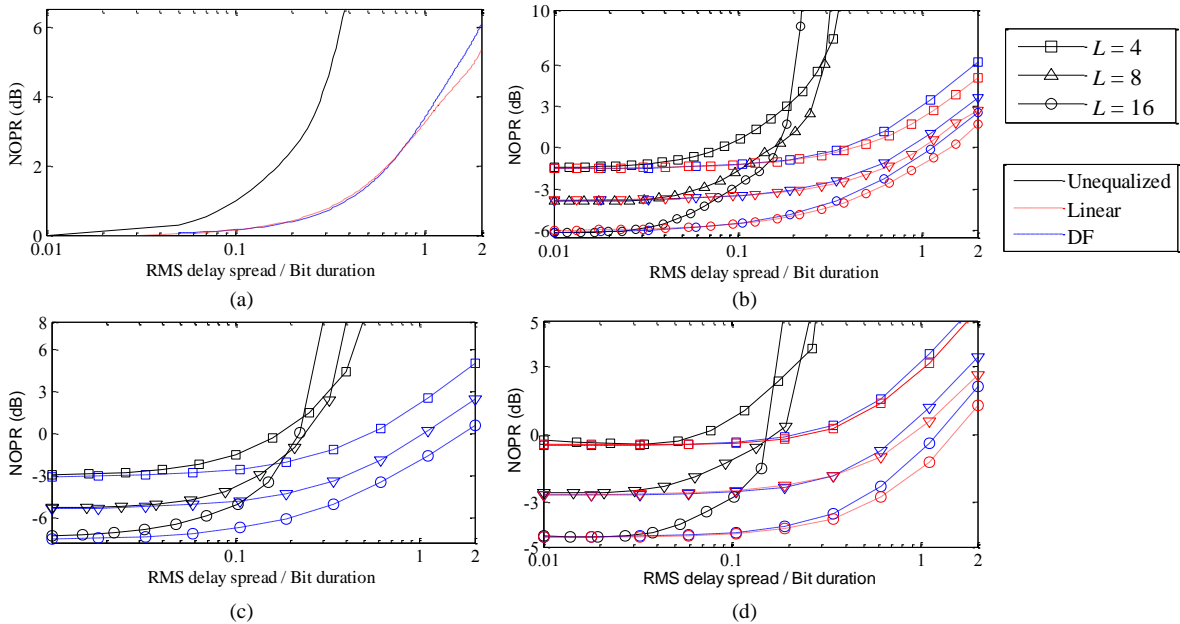 6
4
2
0
0.01
0.1
1
2
NOPR (dB)
RMS delay spread / Bit duration
(a)
10
6
3
0
-3
-6
0.01
0.1
1
2
NOPR (dB)
RMS delay spread / Bit duration
(b)
L = 4
L = 8
L = 16
Unequalized
Linear
DF
8
6
3
0
-3
-6
0.1
1
2
NOPR (dB)
RMS delay spread / Bit duration
(c)
5
3
0
-3
-5
0.01
0.1
1
2
NOPR (dB)
RMS delay spread / Bit duration
(d)